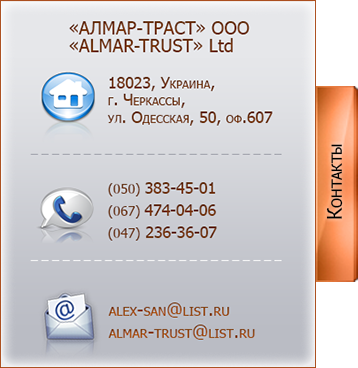 «АЛМАР-ТРАСТ» ООО
«ALMAR-TRUST» Ltd
18023, Украина,
г. Черкассы,
ул. Одесская, 50, оф.607
(050) 383-45-01
(067) 474-04-06
(047) 236-36-07
ALEX-SAN@LIST.RU
ALMAR-TRUST@LIST.RU
Контакты